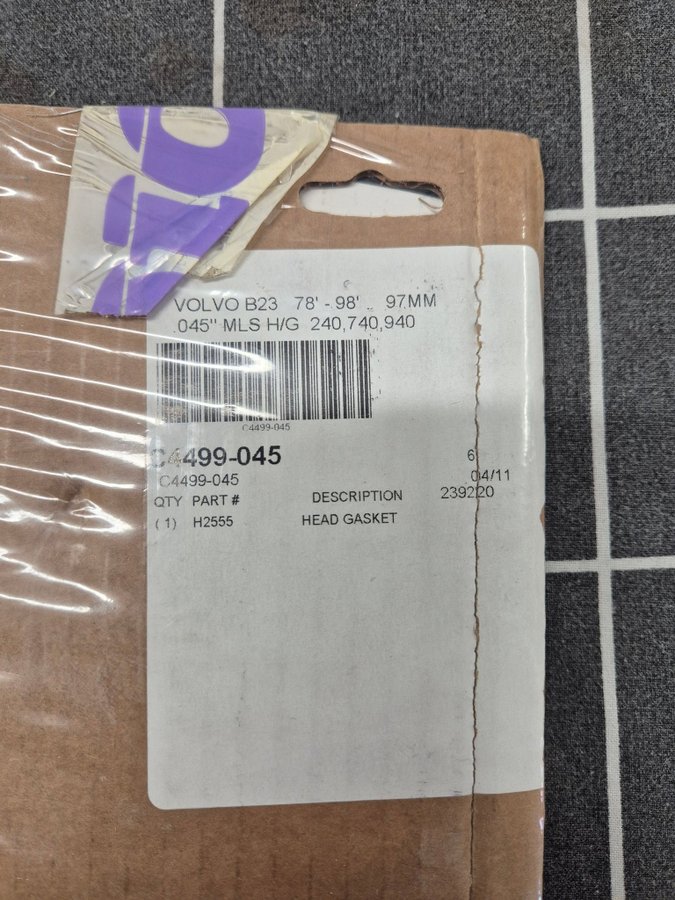 VOLVO B23 78' - 98' 97MM
.045" MLS H/G 240,740,940
C4499-045
C4499-045 6
C4499-045 04/11
QTY PART # DESCRIPTION 239220
( 1) H2555 HEAD GASKET